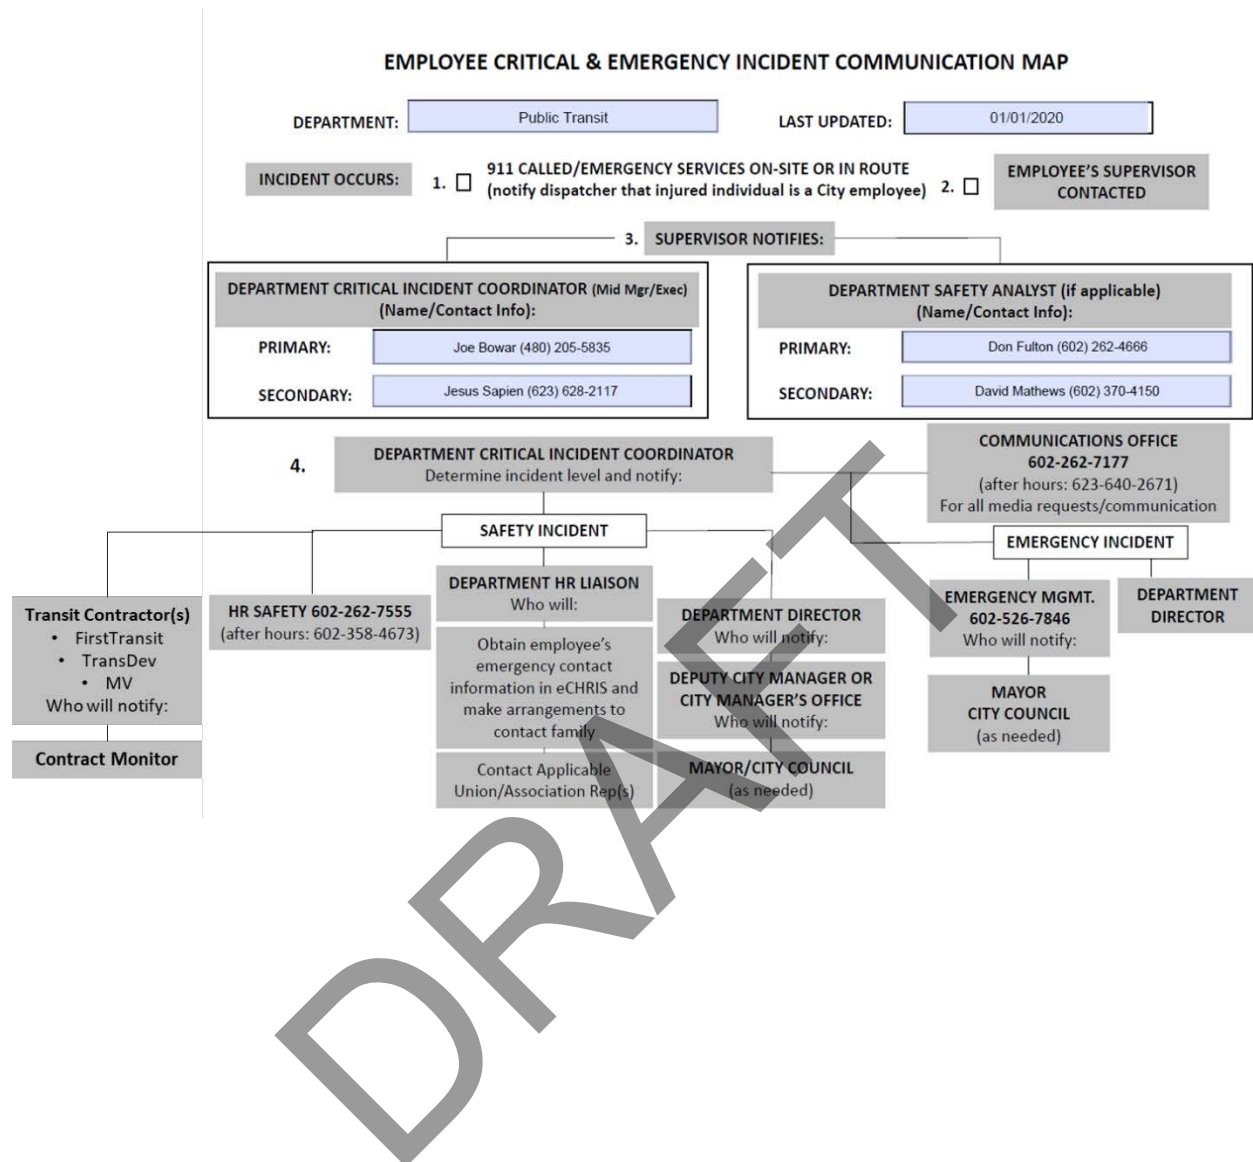 EMPLOYEE CRITICAL & EMERGENCY INCIDENT COMMUNICATION MAP
DEPARTMENT: Public Transit LAST UPDATED: 01/01/2020
INCIDENT OCCURS:
1. 911 CALLED/EMERGENCY SERVICES ON-SITE OR IN ROUTE
(notify dispatcher that injured individual is a City employee)
2. EMPLOYEE'S SUPERVISOR
CONTACTED
3. SUPERVISOR NOTIFIES:
DEPARTMENT CRITICAL INCIDENT COORDINATOR (Mid Mgr/Exec)
(Name/Contact Info):
PRIMARY: Joe Bowar (480) 205-5835
SECONDARY: Jesus Sapien (623) 628-2117
DEPARTMENT SAFETY ANALYST (if applicable)
(Name/Contact Info):
PRIMARY: Don Fulton (602) 262-4666
SECONDARY: David Mathews (602) 370-4150
4. DEPARTMENT CRITICAL INCIDENT COORDINATOR
Determine incident level and notify:
COMMUNICATIONS OFFICE
602-262-7177
(after hours: 623-640-2671)
For all media requests/communication
SAFETY INCIDENT
EMERGENCY INCIDENT
Transit Contractor(s)
• FirstTransit
• TransDev
• MV
Who will notify:
Contract Monitor
HR SAFETY 602-262-7555
(after hours: 602-358-4673)
DEPARTMENT HR LIAISON
Who will:
Obtain employee's
emergency contact
information in eCHRIS and
make arrangements to
contact family
Contact Applicable
Union/Association Rep(s)
DEPARTMENT DIRECTOR
Who will notify:
DEPUTY CITY MANAGER OR
CITY MANAGER'S OFFICE
Who will notify:
MAYOR/CITY COUNCIL
(as needed)
EMERGENCY MGMT.
602-526-7846
Who will notify:
MAYOR
CITY COUNCIL
(as needed)
DEPARTMENT
DIRECTOR
DRAFT